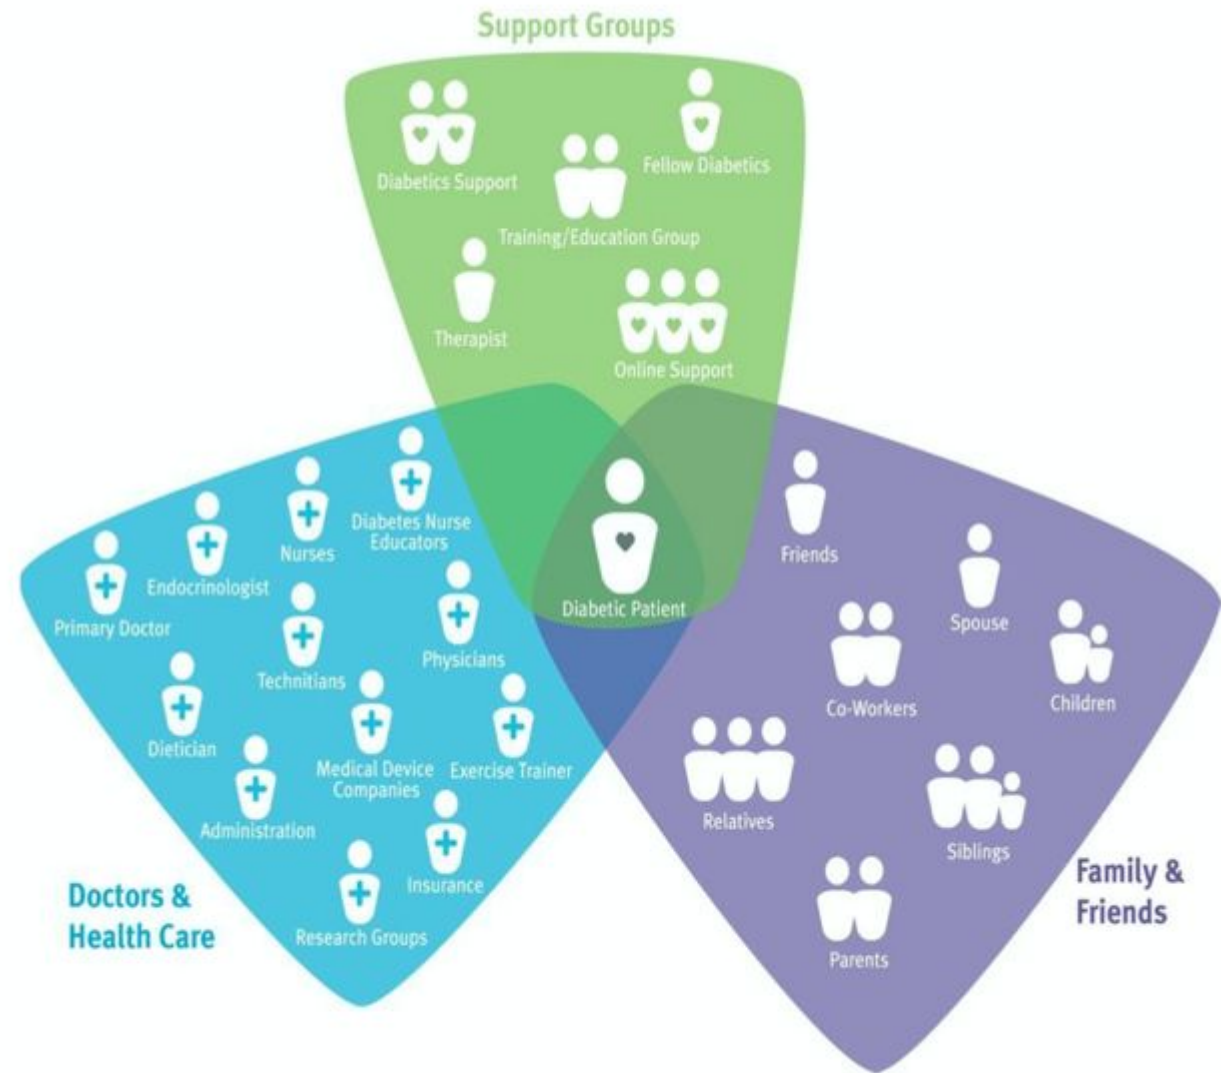 Support Groups
Diabetics Support
Fellow Diabetics
Training/Education Group
Therapist
Online Support
Diabetic Patient
Diabetes Nurse
Educators
Nurses
Endocrinologist
Primary Doctor
Physicians
Technitians
Dietician
Medical Device
Companies
Exercise Trainer
Administration
Insurance
Research Groups
Doctors &
Health Care
Friends
Spouse
Children
Co-Workers
Relatives
Siblings
Parents
Family &
Friends